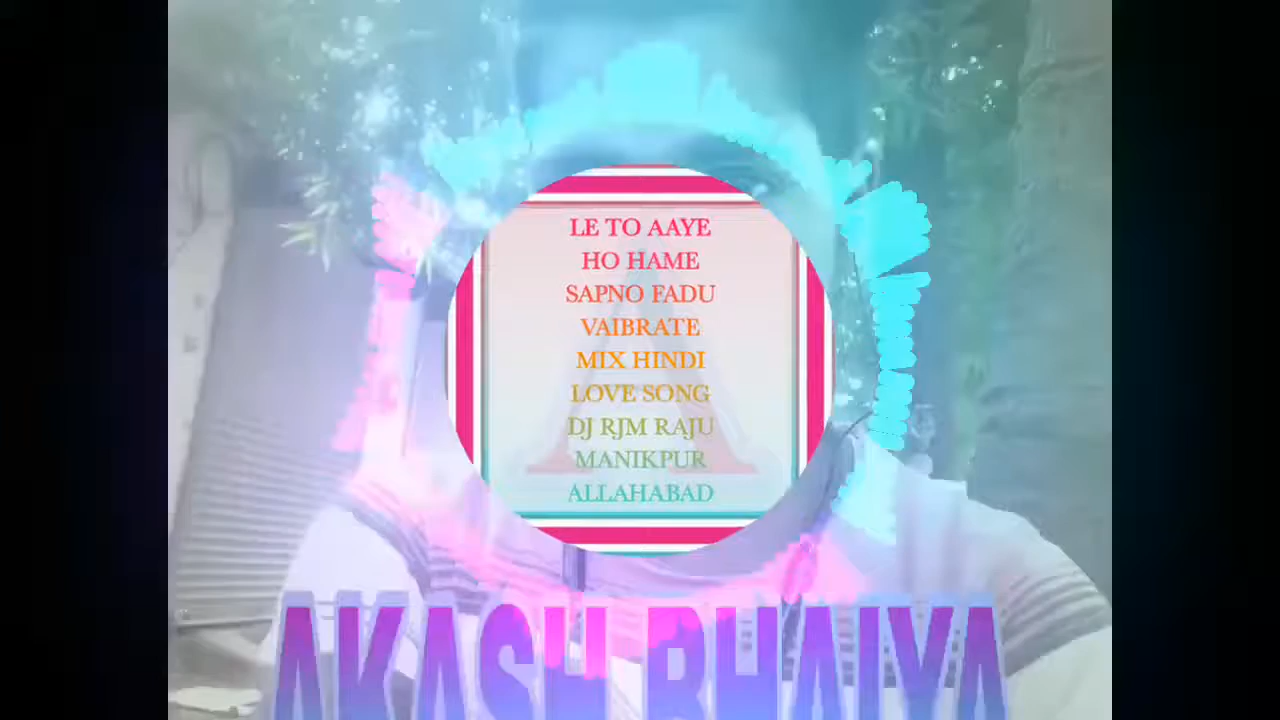 LE TO AAYE
HO HAME
SAPNO FADU
VAIBRATE
MIX HINDI
LOVE SONG
DJ RJM RAJU
MANIKPUR
ALLAHABAD
AKASH BHAIYA